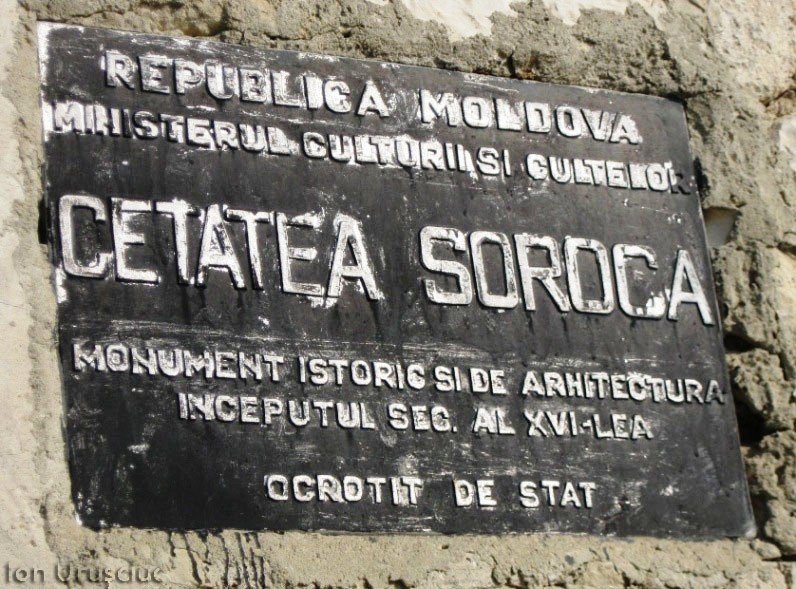 REPUBLICA MOLDOVA
MINISTERUL CULTURII SI CULTELOR
CETATEA SOROCA
MONUMENT ISTORIC SI DE ARHITECTURA
INCEPUTUL SEC. AL XVI-LEA
OCROTIT DE STAT
Ion Urusciuc